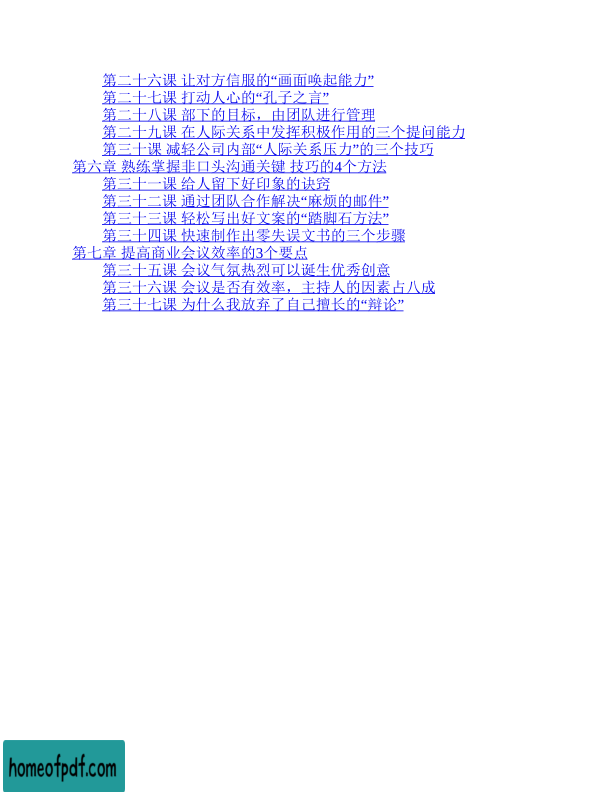 第二十六课 让对方信服的“画面唤起能力”
第二十七课 打动人心的“孔子之言”
第二十八课 部下的目标，由团队进行管理
第二十九课 在人际关系中发挥积极作用的三个提问能力
第三十课 减轻公司内部“人际关系压力”的三个技巧
第六章 熟练掌握非口头沟通关键 技巧的4个方法
第三十一课 给人留下好印象的诀窍
第三十二课 通过团队合作解决“麻烦的邮件”
第三十三课 轻松写出好文案的“踏脚石方法”
第三十四课 快速制作出零失误文书的三个步骤
第七章 提高商业会议效率的3个要点
第三十五课 会议气氛热烈可以诞生优秀创意
第三十六课 会议是否有效率，主持人的因素占八成
第三十七课 为什么我放弃了自己擅长的“辩论”
homeofpdf.com